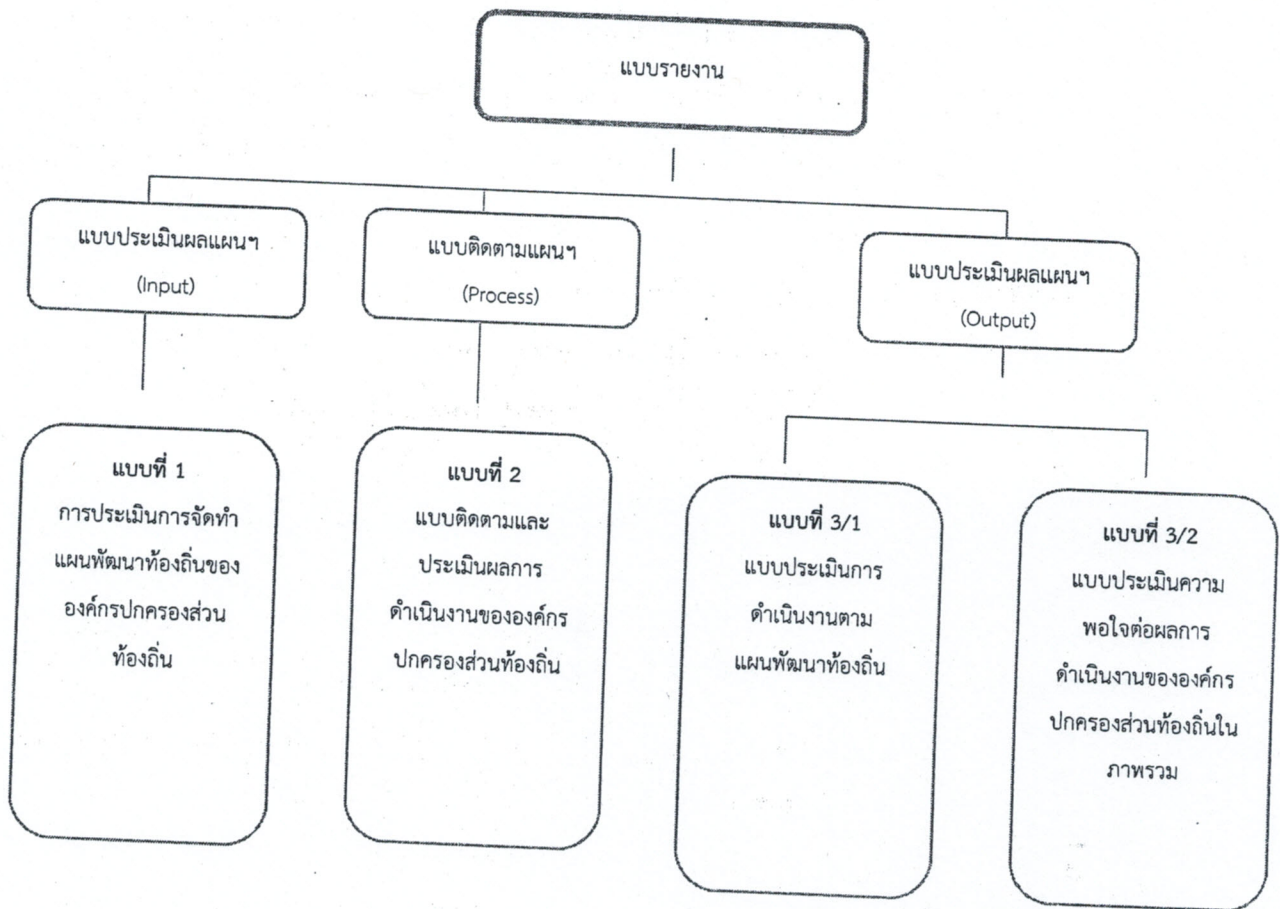 แบบรายงาน
แบบประเมินผลแผนฯ
(Input)
แบบติดตามแผนฯ
(Process)
แบบประเมินผลแผนฯ
(Output)
แบบที่ 1
การประเมินการจัดทำ
แผนพัฒนาท้องถิ่นของ
องค์กรปกครองส่วน
ท้องถิ่น
แบบที่ 2
แบบติดตามและ
ประเมินผลการ
ดำเนินงานขององค์กร
ปกครองส่วนท้องถิ่น
แบบที่ 3/1
แบบประเมินการ
ดำเนินงานตาม
แผนพัฒนาท้องถิ่น
แบบที่ 3/2
แบบประเมินความ
พอใจต่อผลการ
ดำเนินงานขององค์กร
ปกครองส่วนท้องถิ่นใน
ภาพรวม